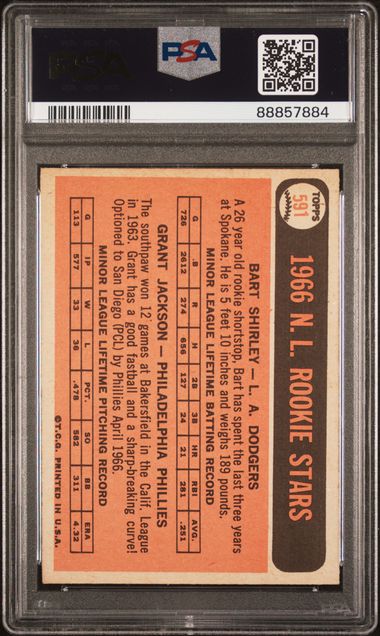 PSA
PSA
88857884
TOPPS
591
1966 N. L. ROOKIE STARS
BART SHIRLEY — L. A. DODGERS
A 26 year old rookie shortstop, Bart has spent the last three years
at Spokane. He is 5 feet 10 inches and weighs 189 pounds.
MINOR LEAGUE LIFETIME BATTING RECORD
G .B R H 2B 3B HR RBI AVG.
726 2612 274 656 127 24 21 281 .251
GRANT JACKSON — PHILADELPHIA PHILLIES
The southpaw won 12 games at Bakersfield in the Calif. League
in 1963. Grant has a good fastball and a sharp-breaking curve!
Optioned to San Diego (PCL) by Phillies April 1966.
MINOR LEAGUE LIFETIME PITCHING RECORD
G IP W L PCT. SO BB ERA
113 577 33 36 .478 582 311 4.32
©T.C.G. PRINTED IN U.S.A.